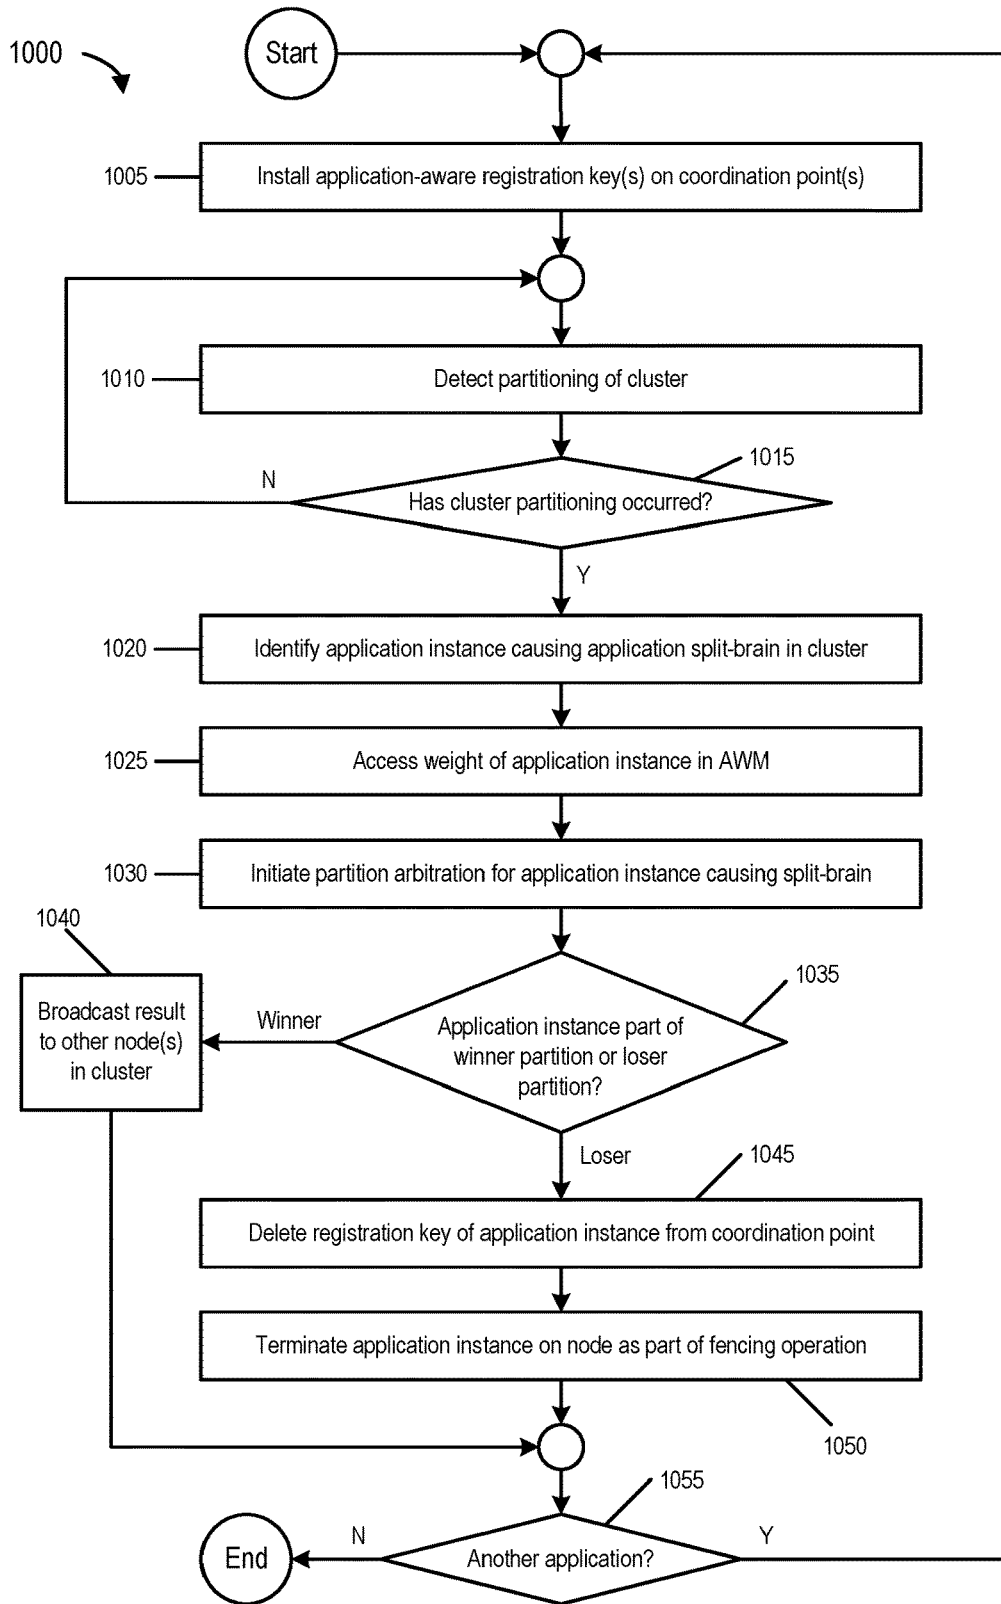 1000
Start
1005
Install application-aware registration key(s) on coordination point(s)
1010
Detect partitioning of cluster
1015
N
Has cluster partitioning occurred?
Y
1020
Identify application instance causing application split-brain in cluster
1025
Access weight of application instance in AWM
1030
Initiate partition arbitration for application instance causing split-brain
1040
1035
Broadcast result
to other node(s)
in cluster
Winner
Application instance part of
winner partition or loser
partition?
Loser
1045
Delete registration key of application instance from coordination point
Terminate application instance on node as part of fencing operation
1050
1055
End
N
Another application?
Y